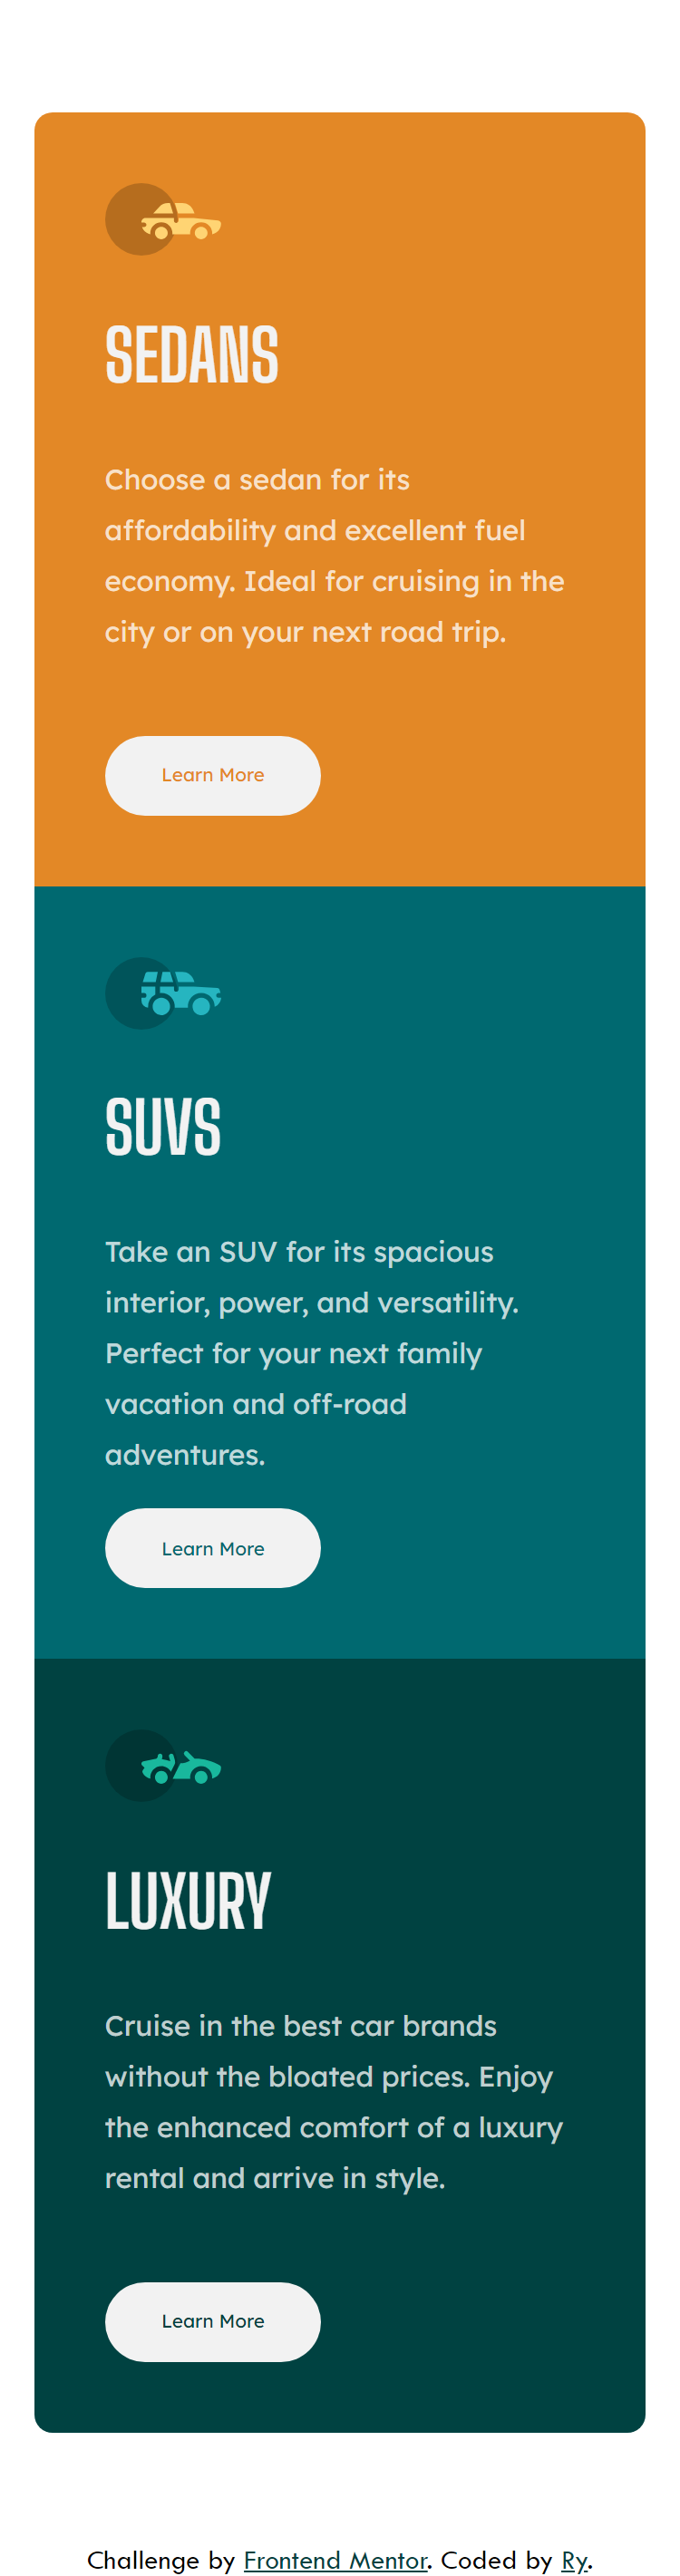 SEDANS
Choose a sedan for its
affordability and excellent fuel
economy. Ideal for cruising in the
city or on your next road trip.
Learn More
SUVS
Take an SUV for its spacious
interior, power, and versatility.
Perfect for your next family
vacation and off-road
adventures.
Learn More
LUXURY
Cruise in the best car brands
without the bloated prices. Enjoy
the enhanced comfort of a luxury
rental and arrive in style.
Learn More
Challenge by Frontend Mentor. Coded by Ry.